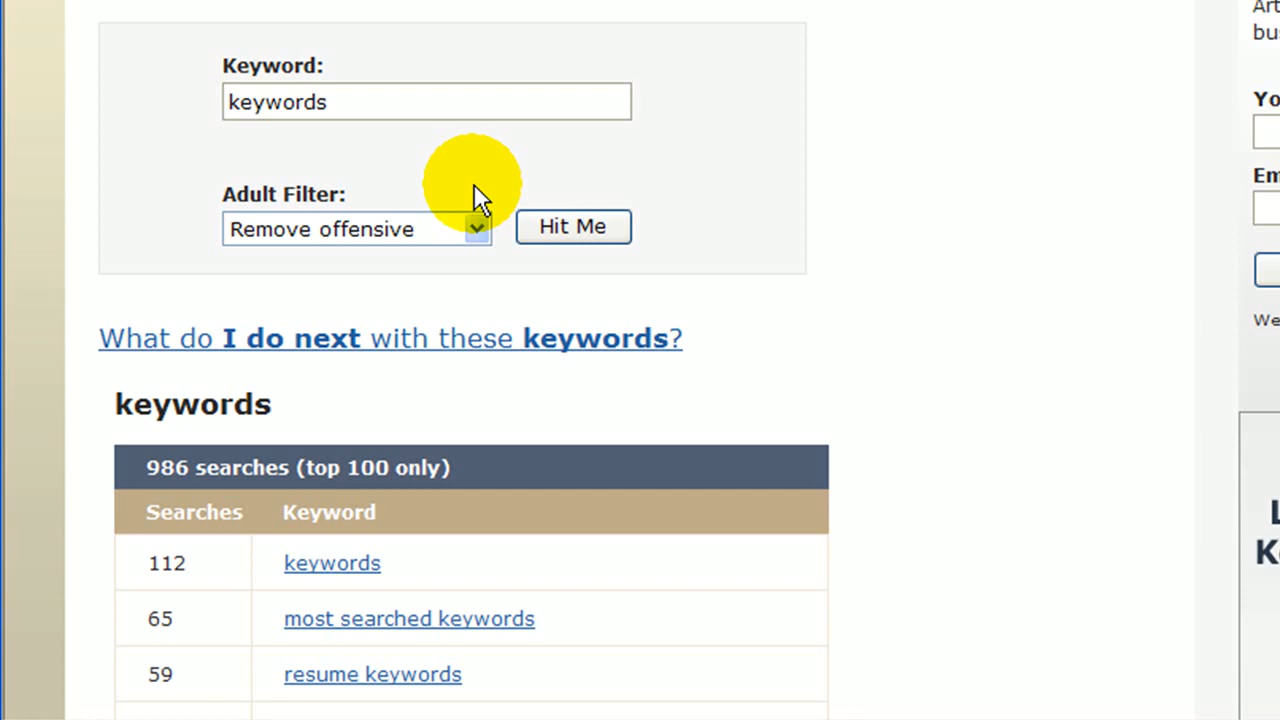 Keyword:
keywords
Adult Filter:
Remove offensive
Hit Me
What do I do next with these keywords?
keywords
986 searches (top 100 only)
Searches Keyword
112 keywords
65 most searched keywords
59 resume keywords
We